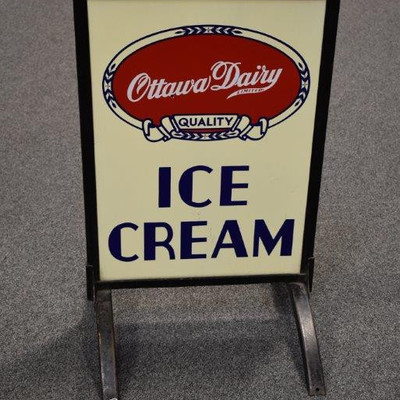 Ottawa Dairy
LIMITED
QUALITY
ICE
CREAM